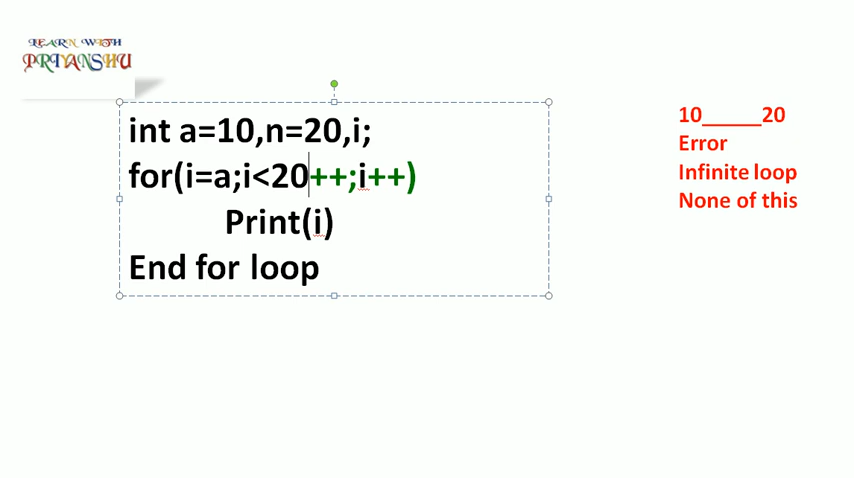 LEARN WITH
PRIYANSHU
int a=10,n=20,i;
for(i=a;i<20++;i++)
Print(i)
End for loop
10_____20
Error
Infinite loop
None of this